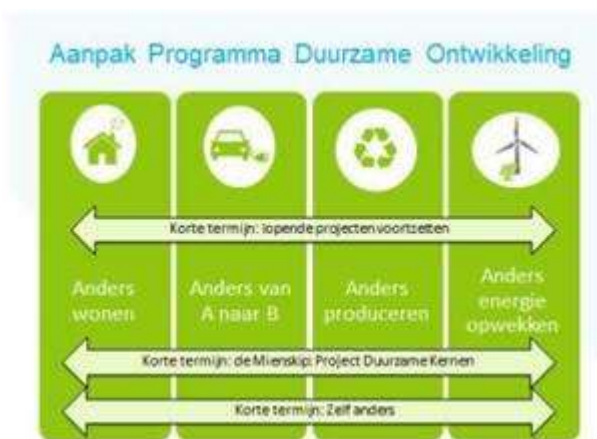 Aanpak Programma Duurzame Ontwikkeling
Korte termijn: lopende projecten voortzetten
Anders
wonen
Anders van
A naar B
Anders
produceren
Anders
energie
opwekken
Korte termijn: de Mienskip: Project Duurzame Kernen
Korte termijn: Zelf anders